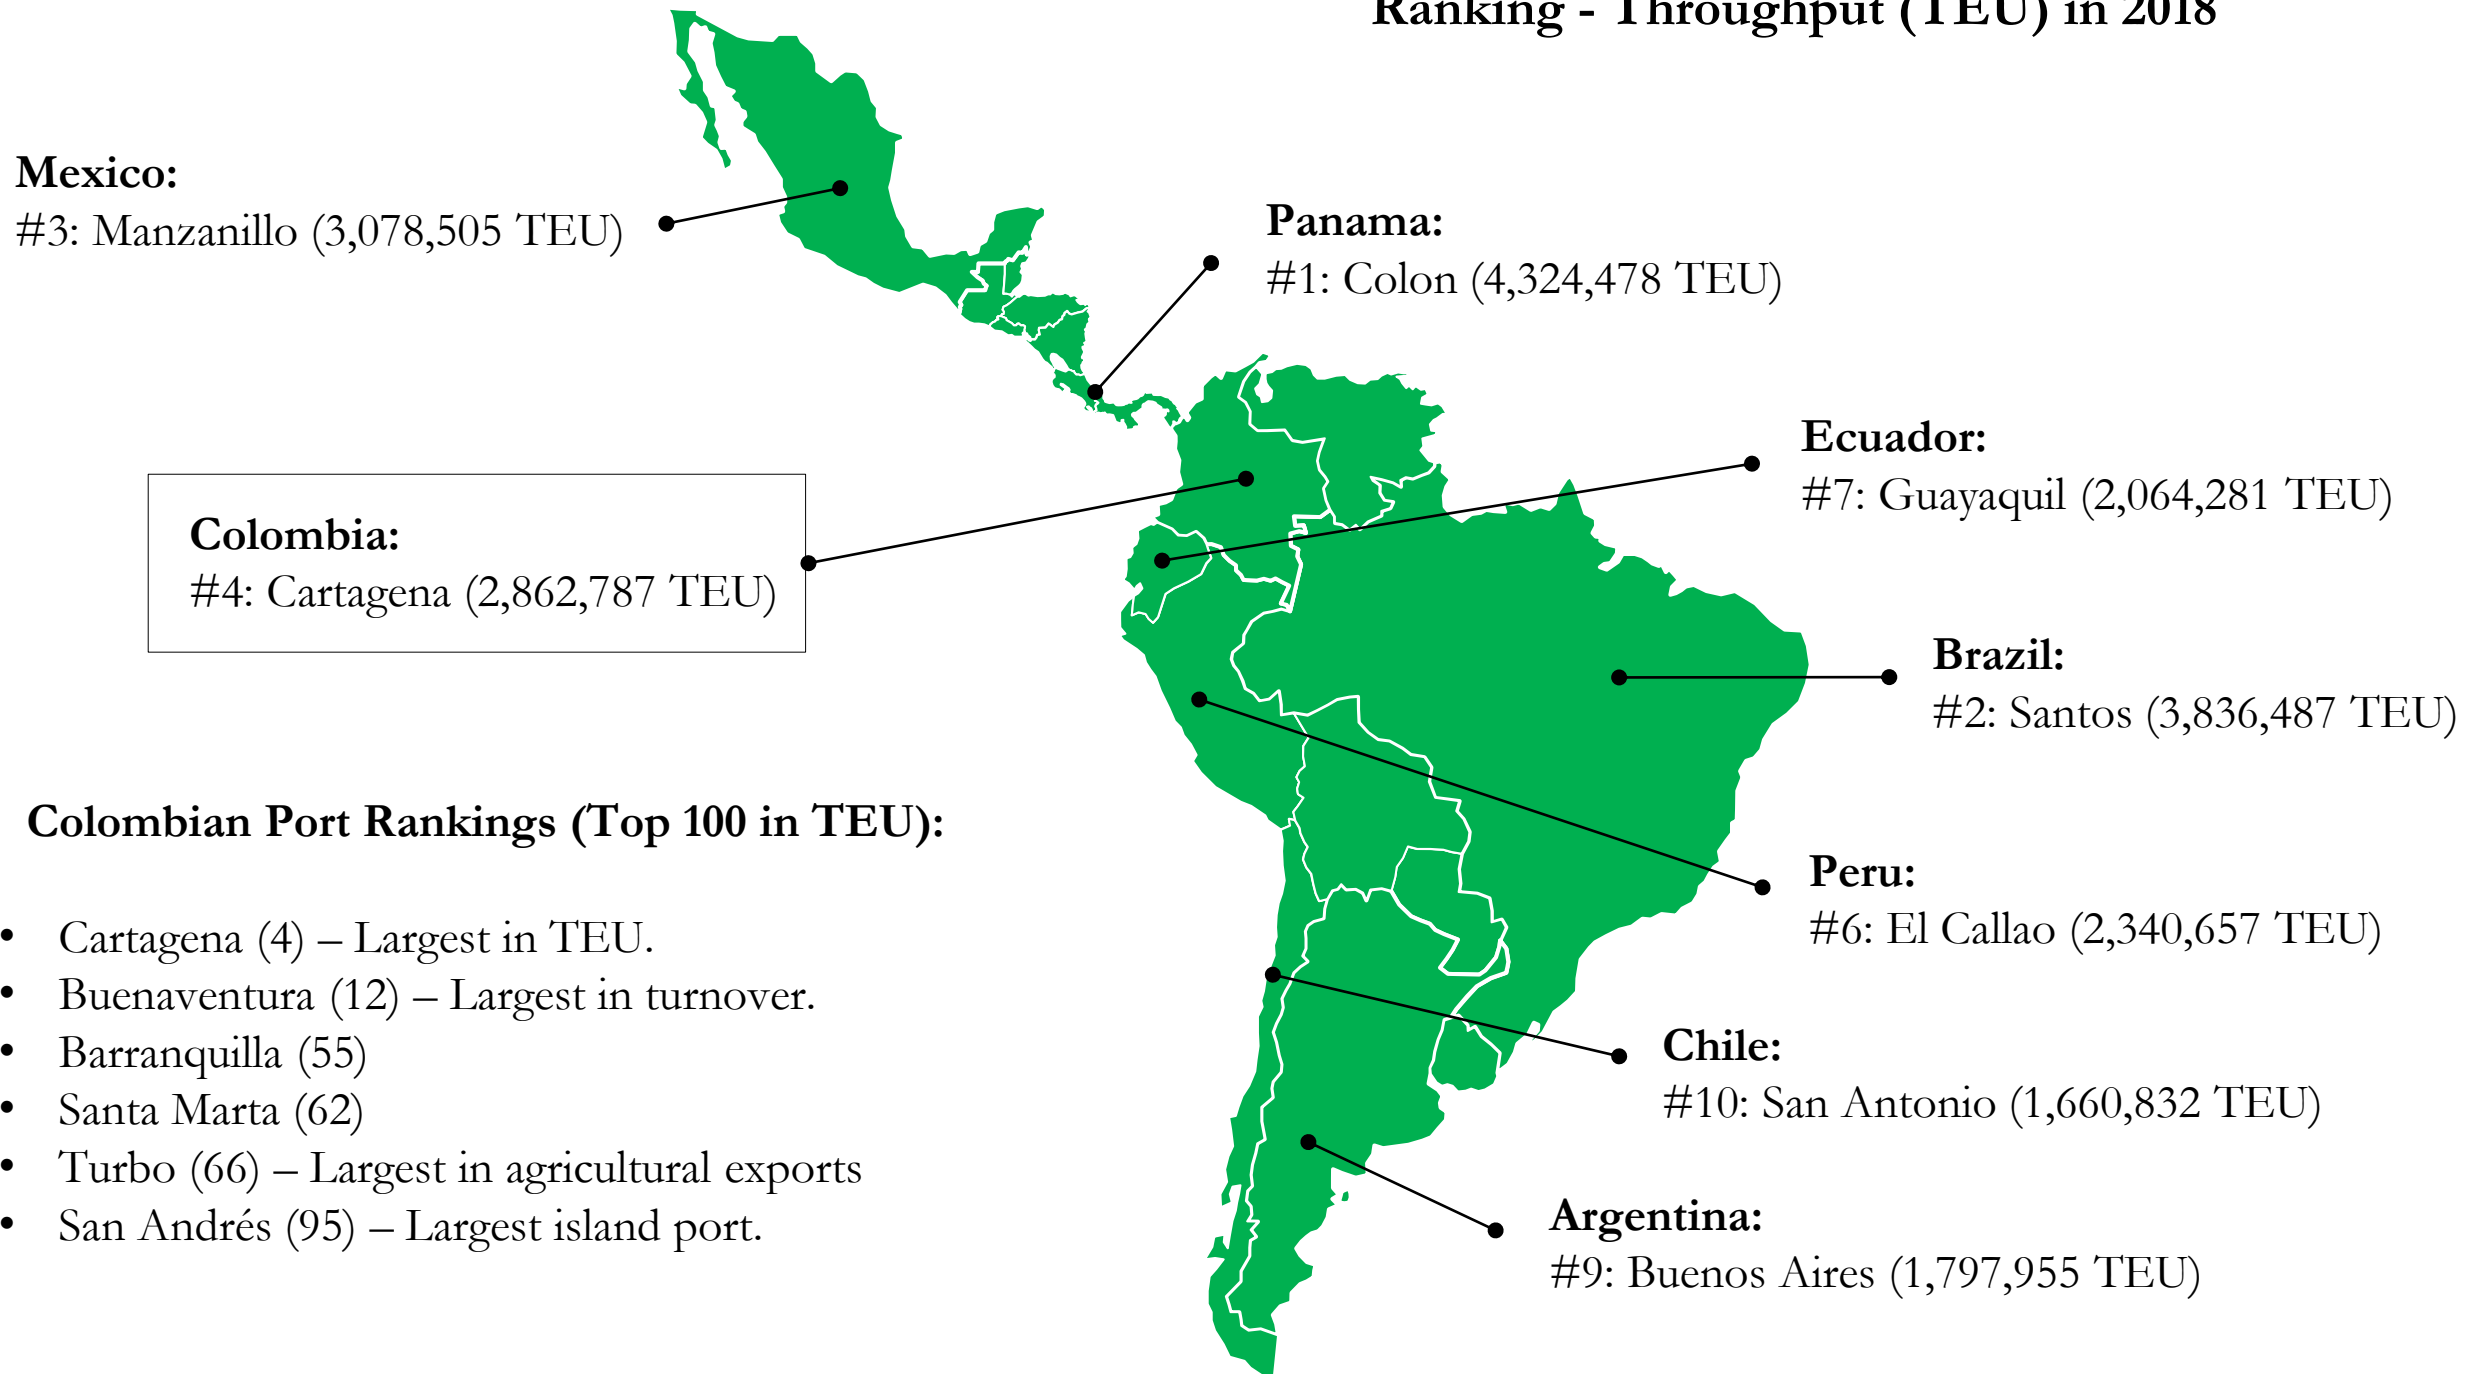 Ranking - Throughput (TEU) in 2018
Mexico:
#3: Manzanillo (3,078,505 TEU)
Panama:
#1: Colon (4,324,478 TEU)
Ecuador:
#7: Guayaquil (2,064,281 TEU)
Colombia:
#4: Cartagena (2,862,787 TEU)
Brazil:
#2: Santos (3,836,487 TEU)
Peru:
#6: El Callao (2,340,657 TEU)
Chile:
#10: San Antonio (1,660,832 TEU)
Argentina:
#9: Buenos Aires (1,797,955 TEU)
Colombian Port Rankings (Top 100 in TEU):
• Cartagena (4) – Largest in TEU.
• Buenaventura (12) – Largest in turnover.
• Barranquilla (55)
• Santa Marta (62)
• Turbo (66) – Largest in agricultural exports
• San Andrés (95) – Largest island port.